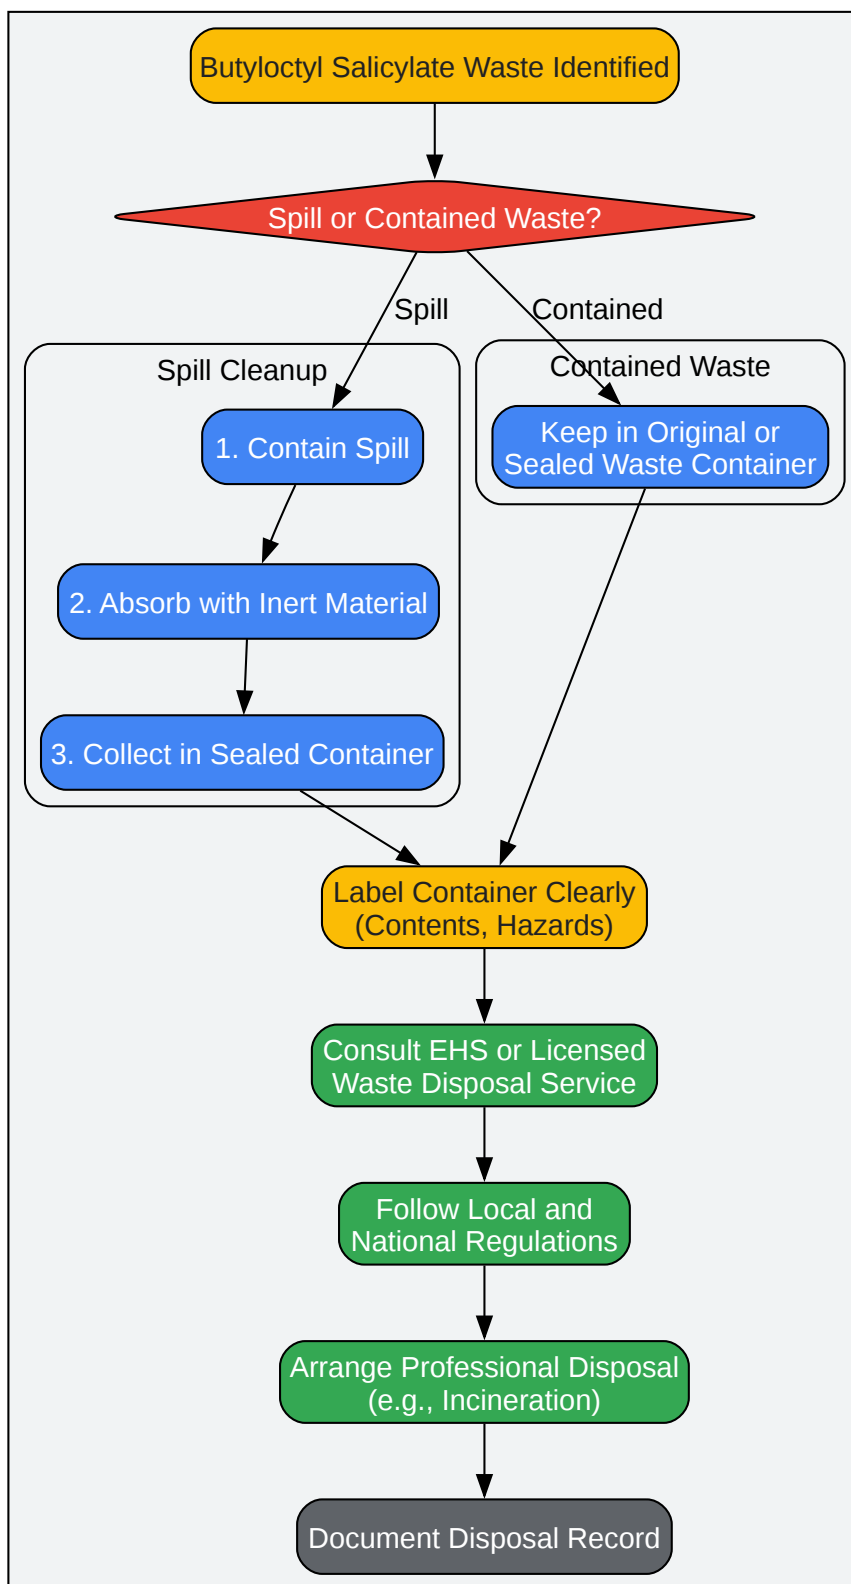 Butyloctyl Salicylate Waste Identified
Spill or Contained Waste?
Spill
Contained
Spill Cleanup
1. Contain Spill
2. Absorb with Inert Material
3. Collect in Sealed Container
Contained Waste
Keep in Original or
Sealed Waste Container
Label Container Clearly
(Contents, Hazards)
Consult EHS or Licensed
Waste Disposal Service
Follow Local and
National Regulations
Arrange Professional Disposal
(e.g., Incineration)
Document Disposal Record